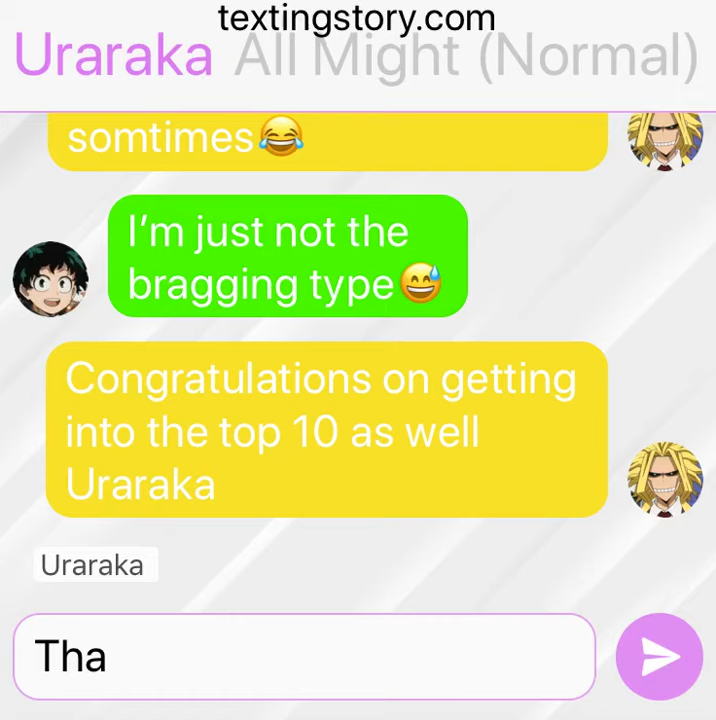 textingstory.com
Uraraka All Might (Normal)
somtimes😂
I’m just not the
bragging type😅
Congratulations on getting
into the top 10 as well
Uraraka
Uraraka
Tha